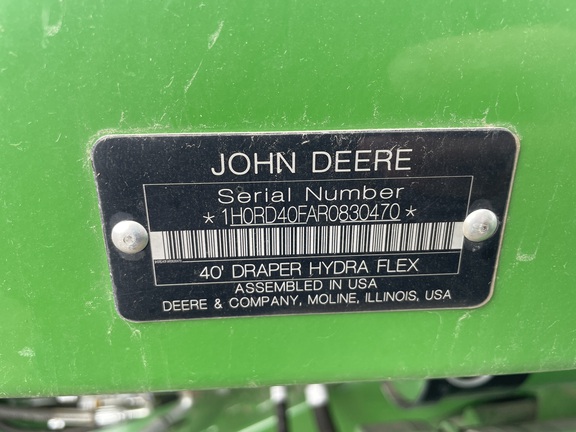 JOHN DEERE
Serial Number
*1H0RD40FAR0830470*
40' DRAPER HYDRA FLEX
ASSEMBLED IN USA
DEERE & COMPANY, MOLINE, ILLINOIS, USA